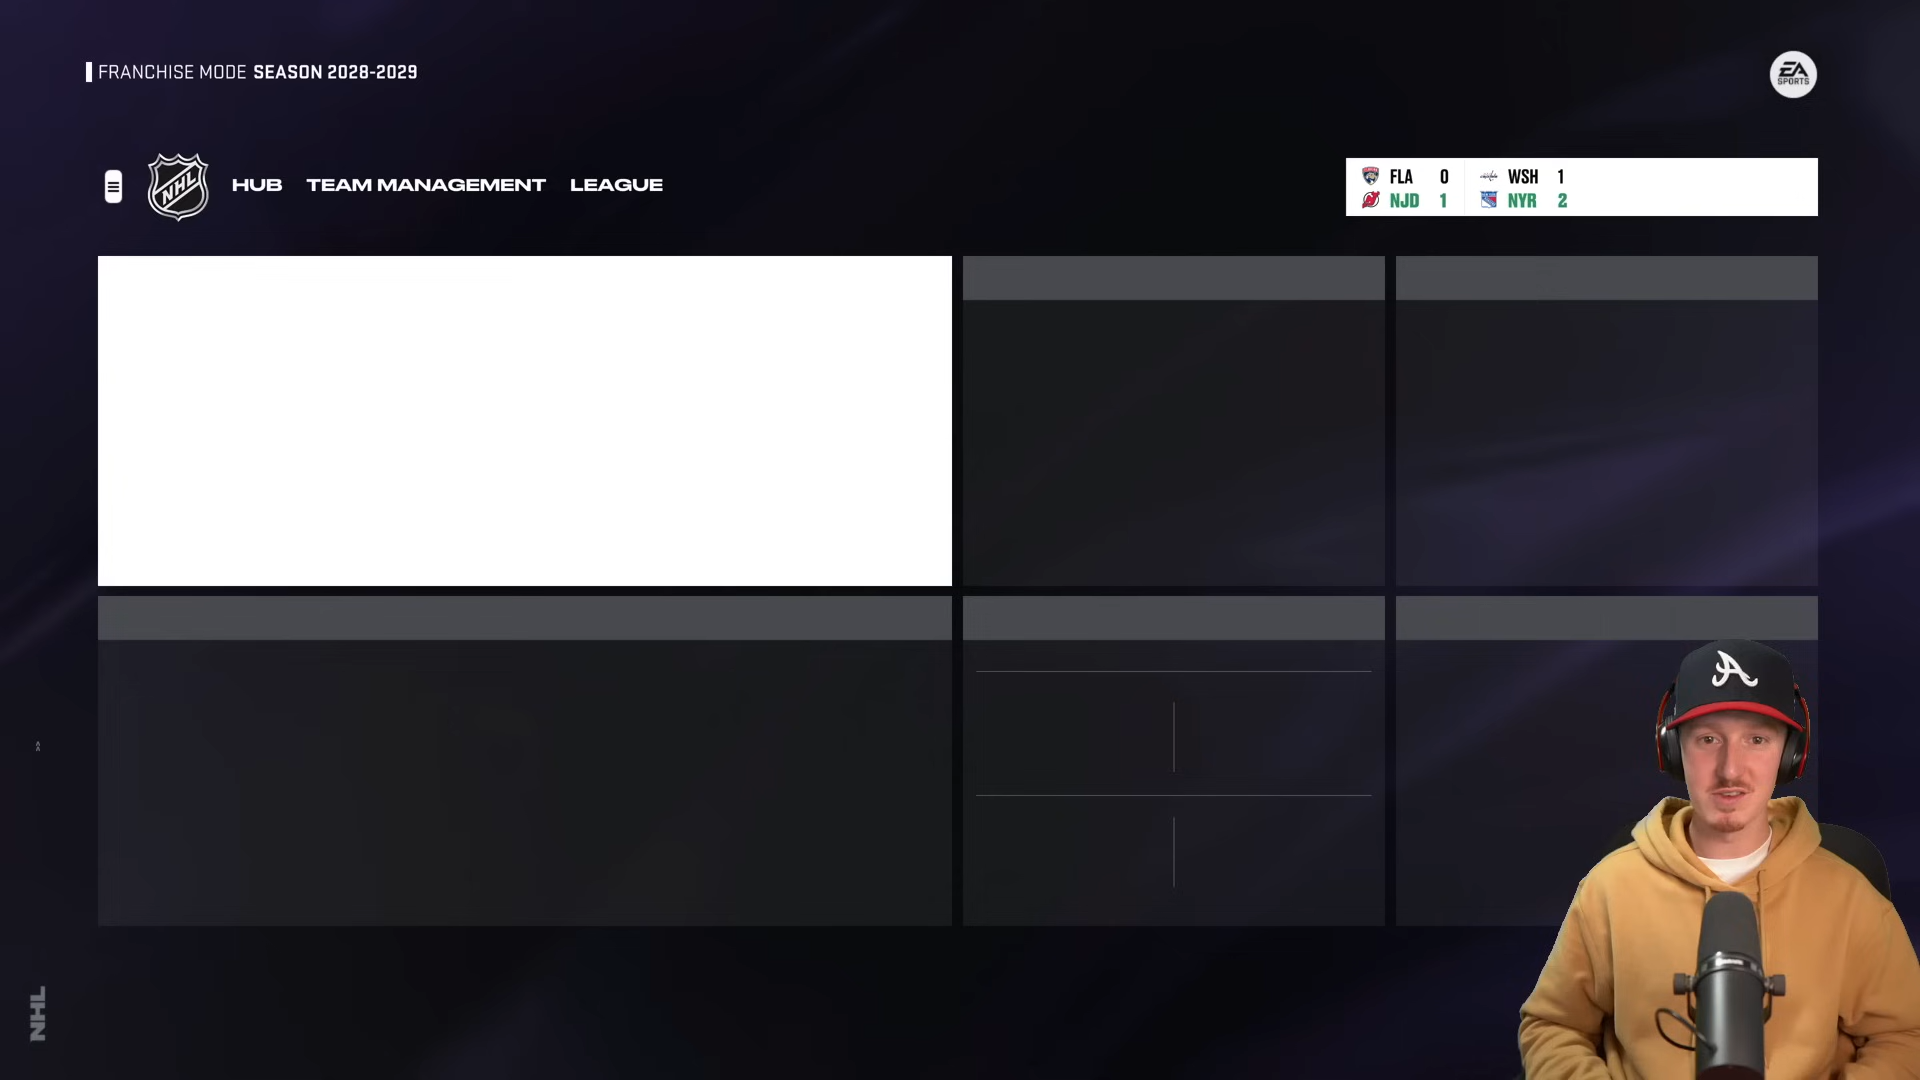 FRANCHISE MODE SEASON 2028-2029
EA
SPORTS
NHL
HUB TEAM MANAGEMENT LEAGUE
FLA 0 WSH 1
NJD 1 NYR 2
A
NHL